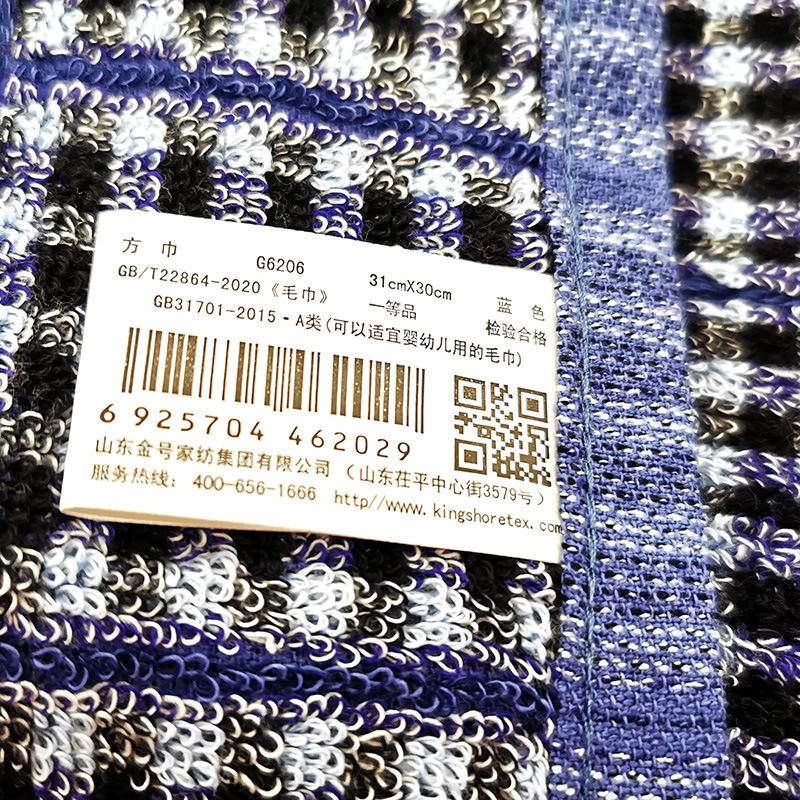 方 巾 G6206 31cmX30cm 蓝 色
GB/T22864-2020《毛巾》 一等品 检验合格
GB31701-2015·A类(可以适宜婴幼儿用的毛巾)
6 925704 462029
山东金号家纺集团有限公司 (山东茌平中心街3579号)
服务热线: 400-656-1666 http//www.kingshoretex.com